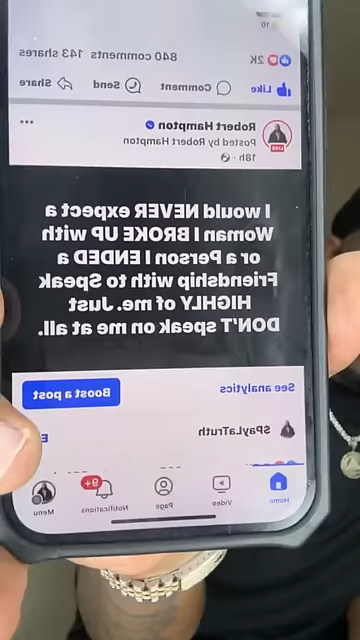 2K 840 comments 143 shares
Like Comment Send Share
Robert Hampton
Posted by Robert Hampton
18h
LIVE
I would NEVER expect a
Woman I BROKE UP with
or a Person I ENDED a
Friendship with to Speak
HIGHLY of me. Just
DON'T speak on me at all.
See analytics Boost a post
$PayLaTruth
9+
Home Video Page Notifications Menu